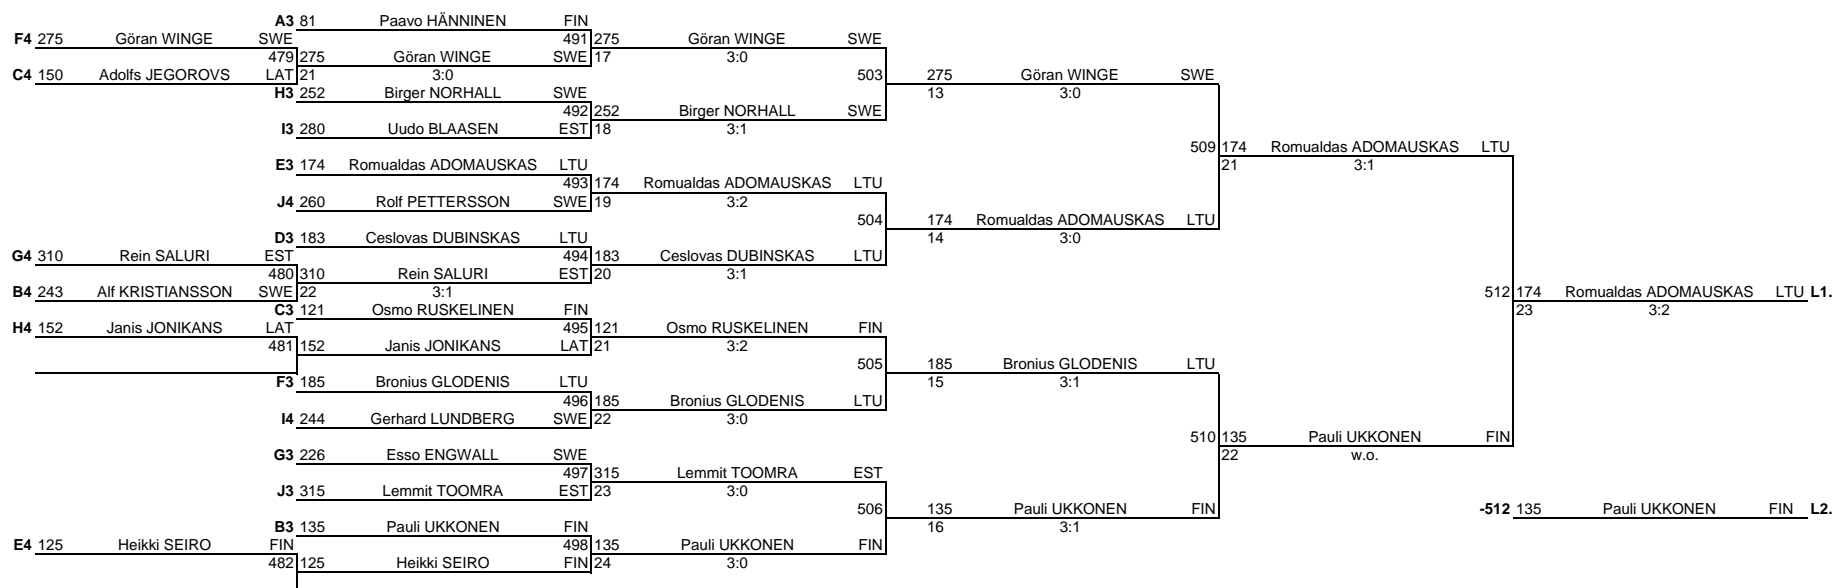 A3 81 Paavo HÄNNINEN FIN
F4 275 Göran WINGE SWE 491 275 Göran WINGE SWE
479 275 Göran WINGE SWE 17 3:0
C4 150 Adolfs JEGOROVS LAT 21 3:0 503 275 Göran WINGE SWE
H3 252 Birger NORHALL SWE 13 3:0
492 252 Birger NORHALL SWE
I3 280 Uudo BLAASEN EST 18 3:1
509 174 Romualdas ADOMAUSKAS LTU
E3 174 Romualdas ADOMAUSKAS LTU 21 3:1
493 174 Romualdas ADOMAUSKAS LTU
J4 260 Rolf PETTERSSON SWE 19 3:2
504 174 Romualdas ADOMAUSKAS LTU
D3 183 Ceslovas DUBINSKAS LTU 14 3:0
G4 310 Rein SALURI EST 494 183 Ceslovas DUBINSKAS LTU
480 310 Rein SALURI EST 20 3:1
B4 243 Alf KRISTIANSSON SWE 22 3:1 512 174 Romualdas ADOMAUSKAS LTU L1.
C3 121 Osmo RUSKELINEN FIN 23 3:2
H4 152 Janis JONIKANS LAT 495 121 Osmo RUSKELINEN FIN
481 152 Janis JONIKANS LAT 21 3:2
505 185 Bronius GLODENIS LTU
F3 185 Bronius GLODENIS LTU 15 3:1
496 185 Bronius GLODENIS LTU
I4 244 Gerhard LUNDBERG SWE 22 3:0
510 135 Pauli UKKONEN FIN
G3 226 Esso ENGWALL SWE 22 w.o.
497 315 Lemmit TOOMRA EST
J3 315 Lemmit TOOMRA EST 23 3:0
506 135 Pauli UKKONEN FIN -512 135 Pauli UKKONEN FIN L2.
B3 135 Pauli UKKONEN FIN 16 3:1
E4 125 Heikki SEIRO FIN 498 135 Pauli UKKONEN FIN
482 125 Heikki SEIRO FIN 24 3:0